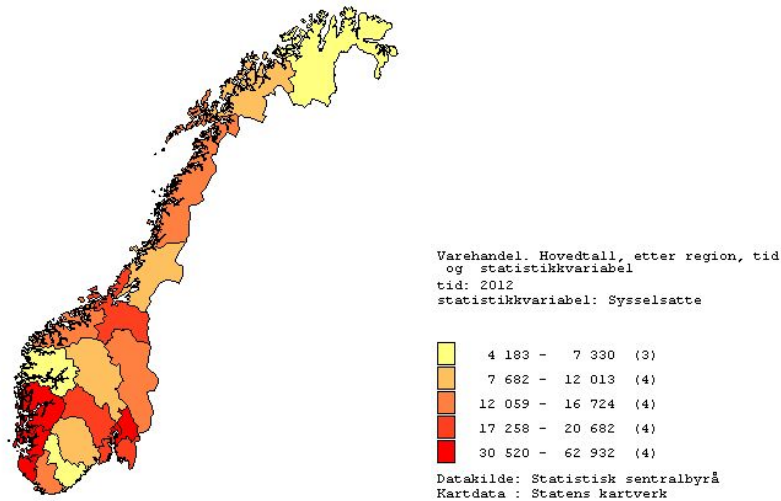 Varehandel. Hovedtall, etter region, tid
og statistikkvariabel
tid: 2012
statistikkvariabel: Sysselsatte
4 183 - 7 330 (3)
7 682 - 12 013 (4)
12 059 - 16 724 (4)
17 258 - 20 682 (4)
30 520 - 62 932 (4)
Datakilde: Statistisk sentralbyrå
Kartdata : Statens kartverk